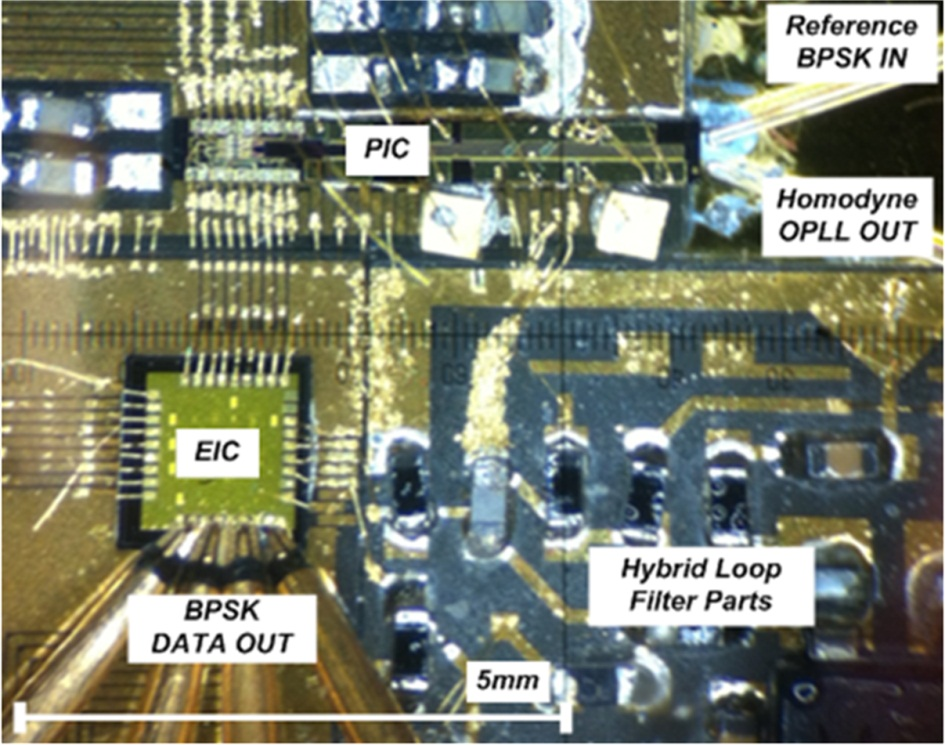 Reference
BPSK IN
PIC
Homodyne
OPLL OUT
EIC
Hybrid Loop
Filter Parts
BPSK
DATA OUT
5mm